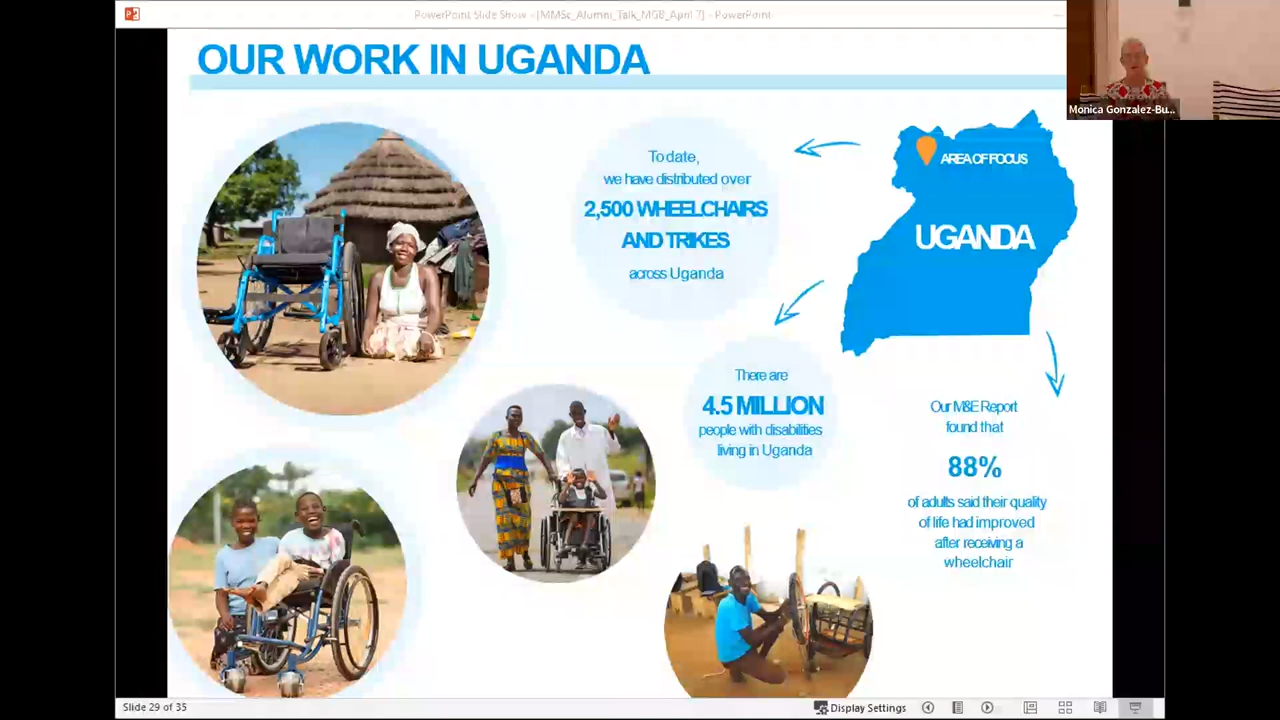 PowerPoint Slide Show - [MMSc_Alumni_Talk_MGB_April 7] - PowerPoint
OUR WORK IN UGANDA
Monica Gonzalez-Bu...
To date,
we have distributed over
2,500 WHEELCHAIRS
AND TRIKES
across Uganda
AREA OF FOCUS
UGANDA
There are
4.5 MILLION
people with disabilities
living in Uganda
Our M&E Report
found that
88%
of adults said their quality
of life had improved
after receiving a
wheelchair
Slide 29 of 35
Display Settings